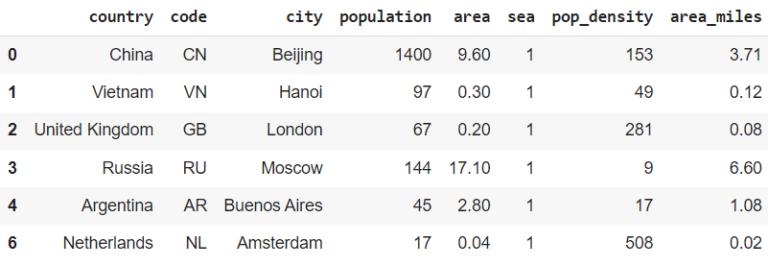 country code city population area sea pop_density area_miles
0 China CN Beijing 1400 9.60 1 153 3.71
1 Vietnam VN Hanoi 97 0.30 1 49 0.12
2 United Kingdom GB London 67 0.20 1 281 0.08
3 Russia RU Moscow 144 17.10 1 9 6.60
4 Argentina AR Buenos Aires 45 2.80 1 17 1.08
6 Netherlands NL Amsterdam 17 0.04 1 508 0.02